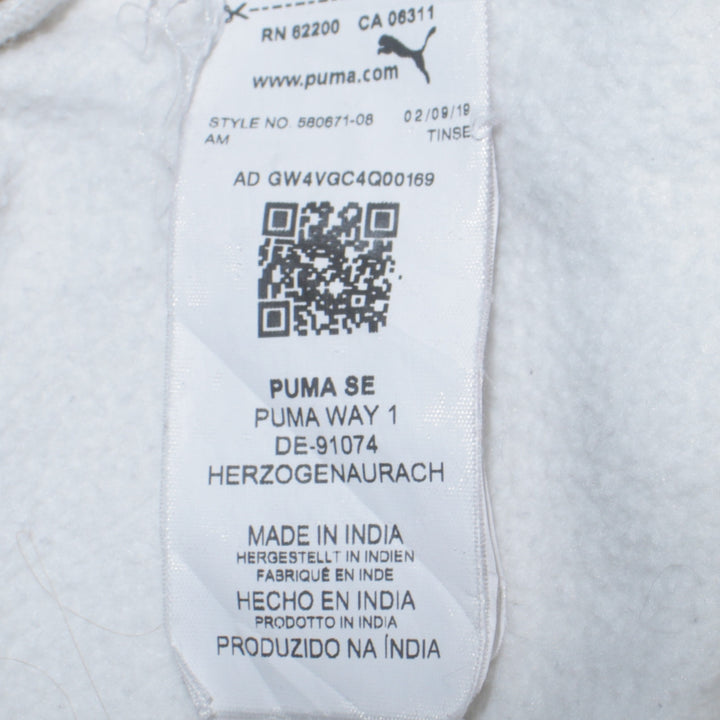 RN 62200 CA 06311
www.puma.com
STYLE NO. 580671-08 02/09/19
AM TINSE
AD GW4VGC4Q00169
PUMA SE
PUMA WAY 1
DE-91074
HERZOGENAURACH
MADE IN INDIA
HERGESTELLT IN INDIEN
FABRIQUÉ EN INDE
HECHO EN INDIA
PRODOTTO IN INDIA
PRODUZIDO NA ÍNDIA